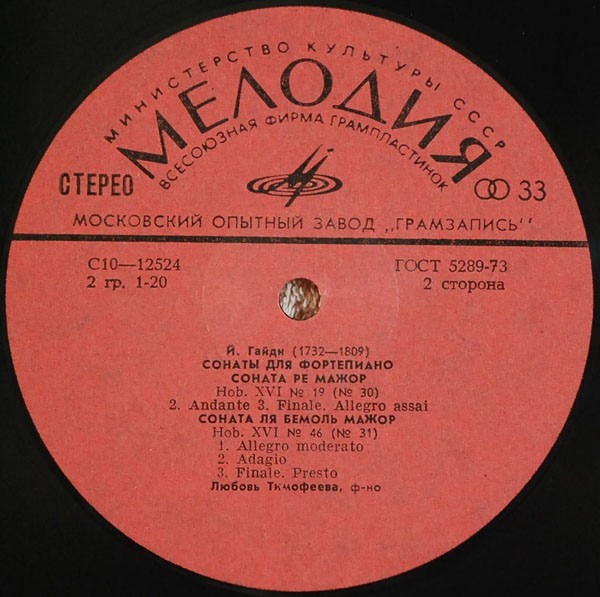 МИНИСТЕРСТВО КУЛЬТУРЫ СССР
МЕЛОДИЯ
ВСЕСОЮЗНАЯ ФИРМА ГРАМПЛАСТИНОК
СТЕРЕО
33
МОСКОВСКИЙ ОПЫТНЫЙ ЗАВОД „ГРАМЗАПИСЬ"
С10—12524
ГОСТ 5289-73
2 гр. 1-20
2 сторона
Й. Гайдн (1732—1809)
СОНАТЫ ДЛЯ ФОРТЕПИАНО
СОНАТА РЕ МАЖОР
Hob. XVI № 19 (№ 30)
2. Andante 3. Finale. Allegro assai
СОНАТА ЛЯ БЕМОЛЬ МАЖОР
Hob. XVI № 46 (№ 31)
1. Allegro moderato
2. Adagio
3. Finale. Presto
Любовь Тимофеева, ф-но